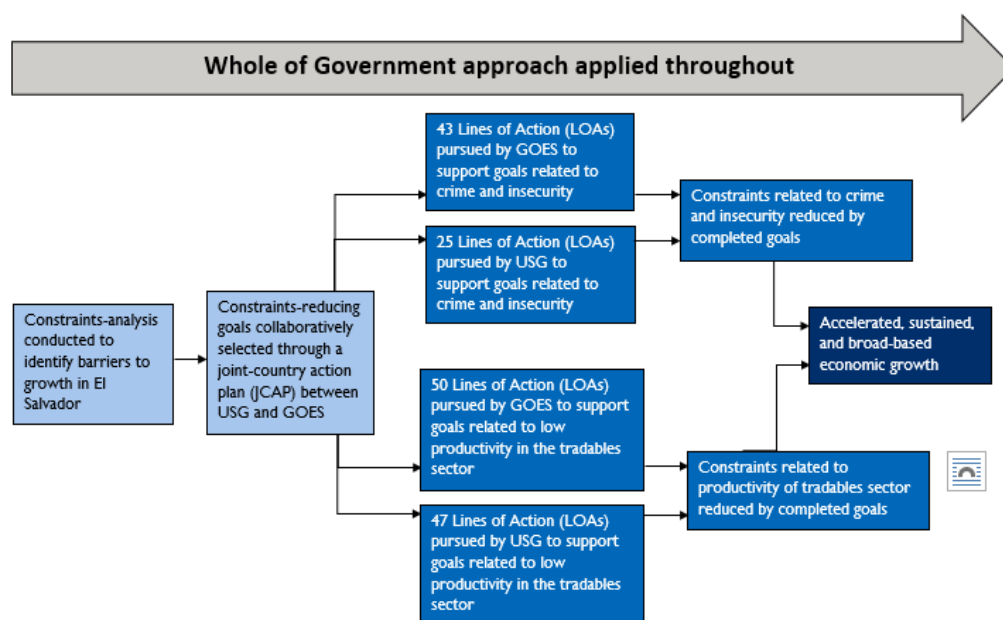 Whole of Government approach applied throughout
43 Lines of Action (LOAs)
pursued by GOES to
support goals related to
crime and insecurity
25 Lines of Action (LOAs)
pursued by USG to
support goals related to
crime and insecurity
Constraints related to crime
and insecurity reduced by
completed goals
Constraints-analysis
conducted to
identify barriers to
growth in El
Salvador
Constraints-reducing
goals collaboratively
selected through a
joint-country action
plan (JCAP) between
USG and GOES
Accelerated, sustained,
and broad-based
economic growth
50 Lines of Action (LOAs)
pursued by GOES to support
goals related to low
productivity in the tradables
sector
47 Lines of Action (LOAs)
pursued by USG to support
goals related to low
productivity in the tradables
sector
Constraints related to
productivity of tradables sector
reduced by completed goals